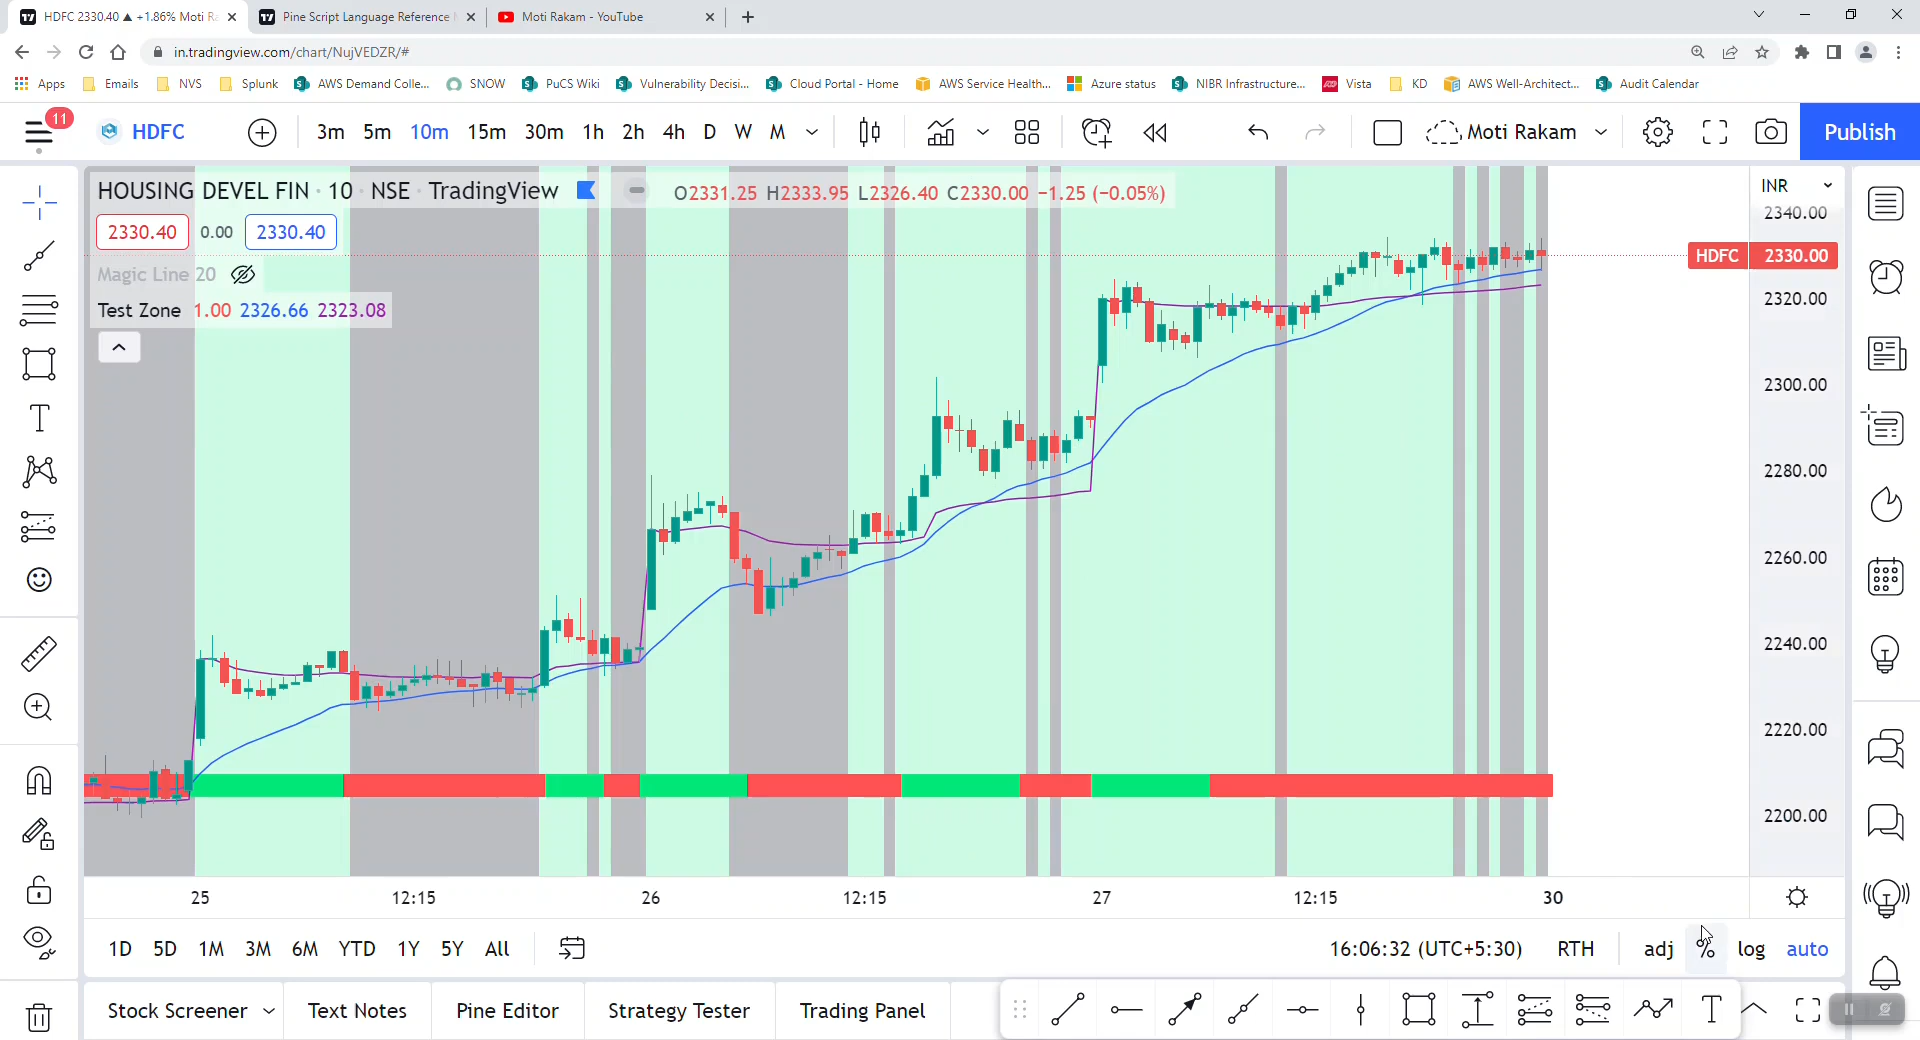 HDFC 2330.40 ▲ +1.86% Moti Ra
Pine Script Language Reference
Moti Rakam - YouTube
in.tradingview.com/chart/NujVEDZR/#
Apps Emails NVS Splunk AWS Demand Colle... SNOW PuCS Wiki Vulnerability Decisi... Cloud Portal - Home AWS Service Health... Azure status NIBR Infrastructure... Vista KD AWS Well-Architect... Audit Calendar
11
HDFC 3m 5m 10m 15m 30m 1h 2h 4h D W M Moti Rakam Publish
HOUSING DEVEL FIN · 10 · NSE · TradingView O2331.25 H2333.95 L2326.40 C2330.00 −1.25 (−0.05%)
2330.40 0.00 2330.40
Magic Line 20
Test Zone 1.00 2326.66 2323.08
INR
2340.00
HDFC 2330.00
2320.00
2300.00
2280.00
2260.00
2240.00
2220.00
2200.00
25 12:15 26 12:15 27 12:15 30
1D 5D 1M 3M 6M YTD 1Y 5Y All 16:06:32 (UTC+5:30) RTH adj % log auto
Stock Screener Text Notes Pine Editor Strategy Tester Trading Panel